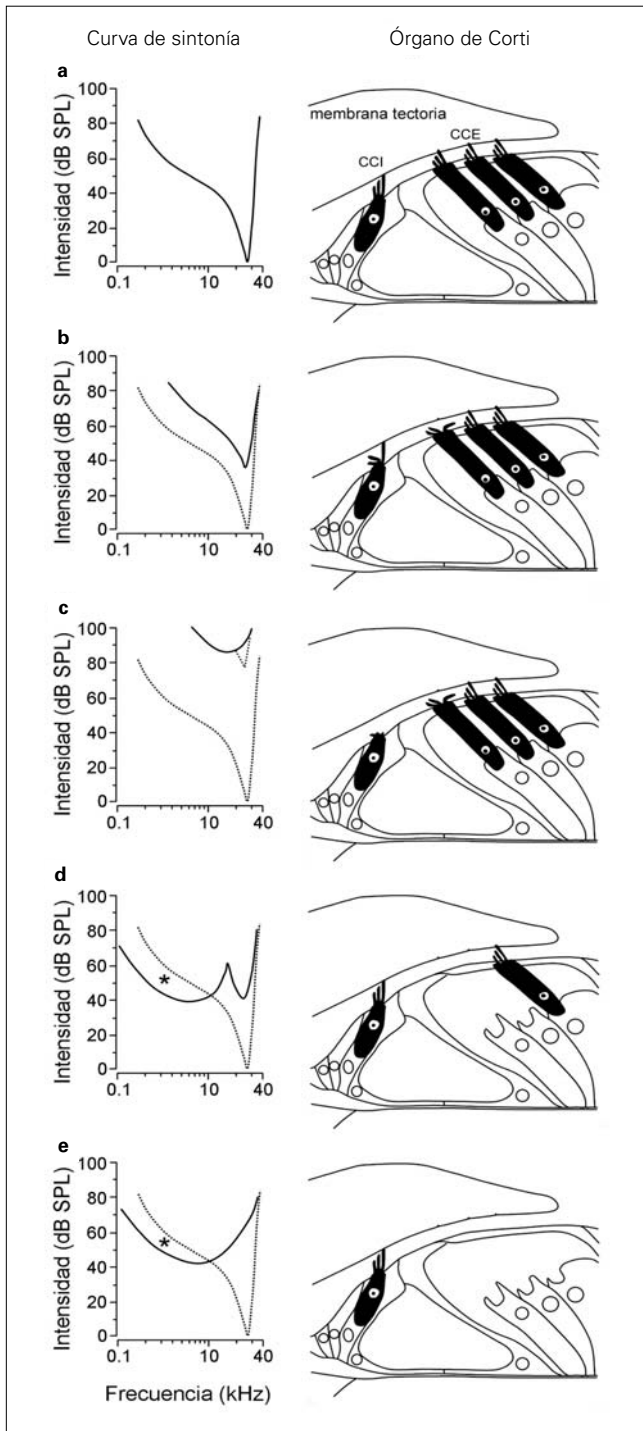 Curva de sintonía
Órgano de Corti
a
Intensidad (dB SPL)
100
80
60
40
20
0
0.1
10
40
membrana tectoria
CCE
CCI
b
Intensidad (dB SPL)
100
80
60
40
20
0
0.1
10
40
c
Intensidad (dB SPL)
100
80
60
40
20
0
0.1
10
40
d
Intensidad (dB SPL)
100
80
60
40
20
0
*
0.1
10
40
e
Intensidad (dB SPL)
100
80
60
40
20
0
*
0.1
10
40
Frecuencia (kHz)